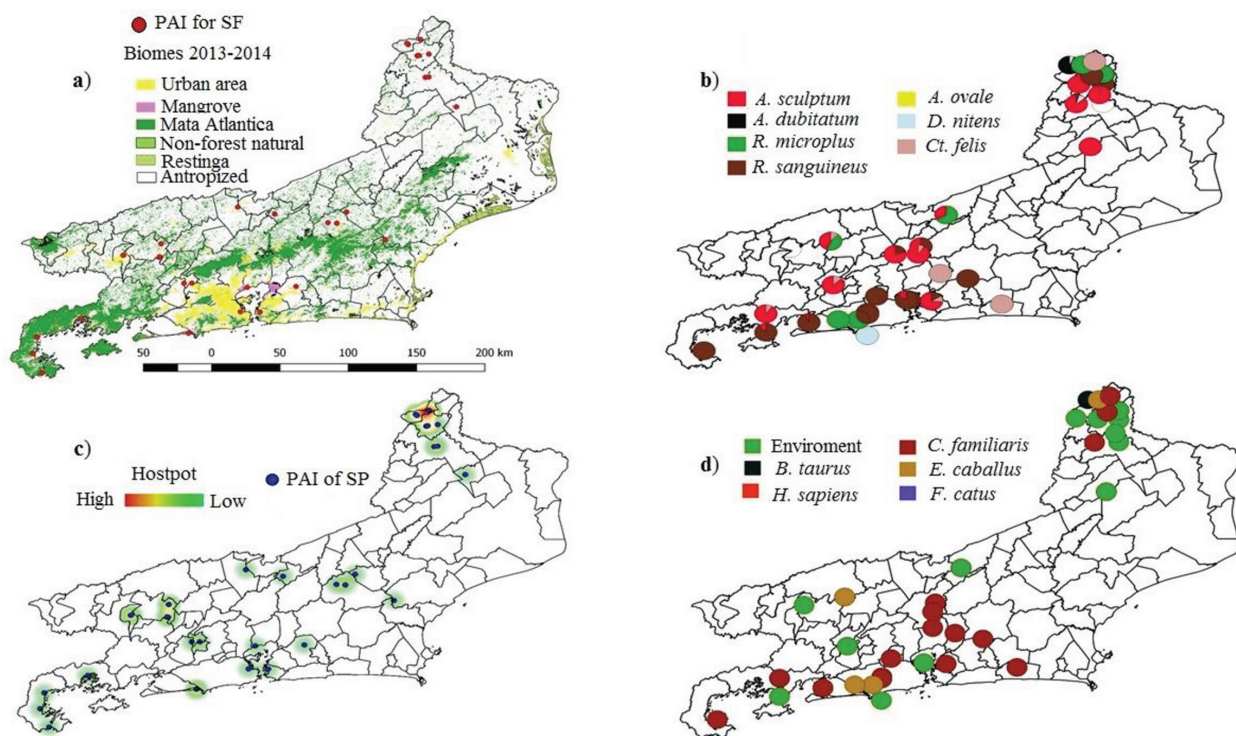 PAI for SF
Biomes 2013-2014
a)
Urban area
Mangrove
Mata Atlantica
Non-forest natural
Restinga
Antropized
50 0 50 100 150 200 km
b)
A. sculptum
A. dubitatum
R. microplus
R. sanguineus
A. ovale
D. nitens
Ct. felis
c)
Hostpot
High Low
PAI of SP
d)
Enviroment
B. taurus
H. sapiens
C. familiaris
E. caballus
F. catus